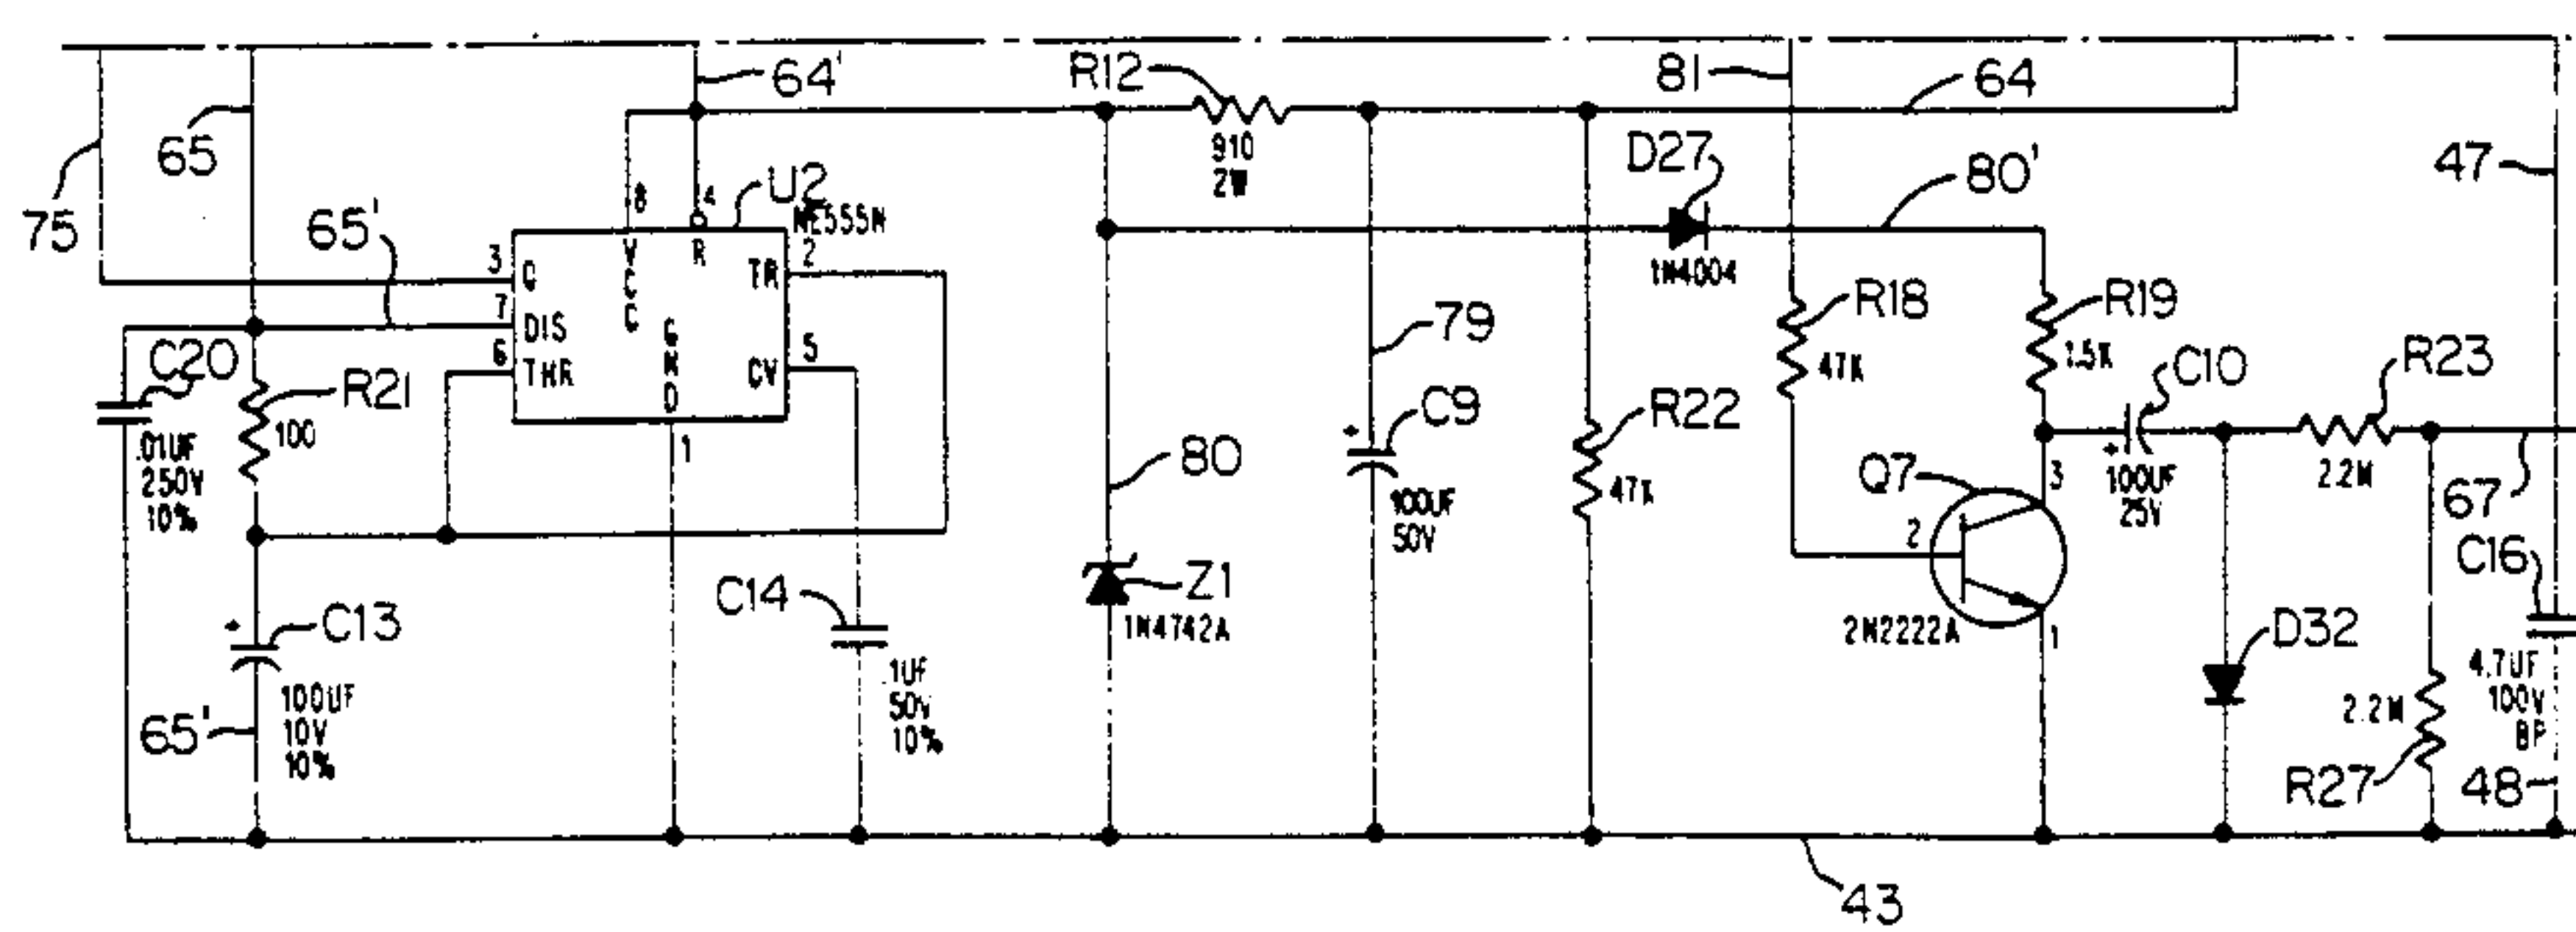 64'
R12
81
64
65
910
2W
D27
80'
47
75
65'
8
4
U2
NE555N
3
Q
VCC
R
2
TR
1N4004
7
DIS
GND
R18
R19
79
C20
6
THR
5
CV
47K
1.5K
C10
R23
R21
100
.01UF
250V
10%
1
80
C9
100UF
50V
R22
47K
Q7
3
2
100UF
25V
2.2M
67
C16
C13
C14
Z1
1N4742A
2N2222A
1
D32
4.7UF
100V
BP
100UF
10V
10%
65'
.1UF
50V
10%
2.2M
R27
48
43